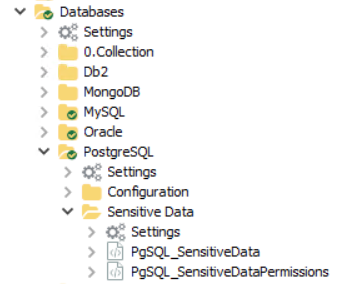 Databases
Settings
0.Collection
Db2
MongoDB
MySQL
Oracle
PostgreSQL
Settings
Configuration
Sensitive Data
Settings
PgSQL_SensitiveData
PgSQL_SensitiveDataPermissions